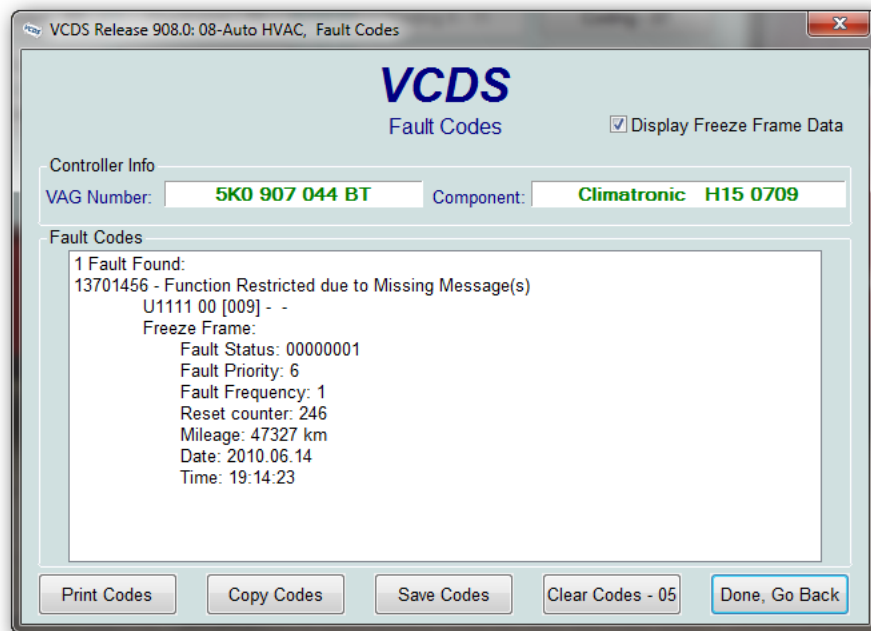 VCDS Release 908.0: 08-Auto HVAC, Fault Codes
VCDS
Fault Codes
Display Freeze Frame Data
Controller Info
VAG Number: 5K0 907 044 BT Component: Climatronic H15 0709
Fault Codes
1 Fault Found:
13701456 - Function Restricted due to Missing Message(s)
U1111 00 [009] - -
Freeze Frame:
Fault Status: 00000001
Fault Priority: 6
Fault Frequency: 1
Reset counter: 246
Mileage: 47327 km
Date: 2010.06.14
Time: 19:14:23
Print Codes Copy Codes Save Codes Clear Codes - 05 Done, Go Back